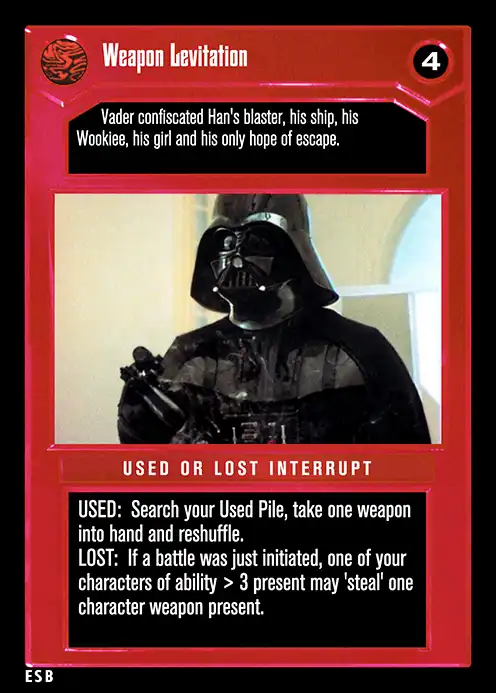 Weapon Levitation
4
Vader confiscated Han's blaster, his ship, his
Wookiee, his girl and his only hope of escape.
USED OR LOST INTERRUPT
USED: Search your Used Pile, take one weapon
into hand and reshuffle.
LOST: If a battle was just initiated, one of your
characters of ability > 3 present may 'steal' one
character weapon present.
ESB